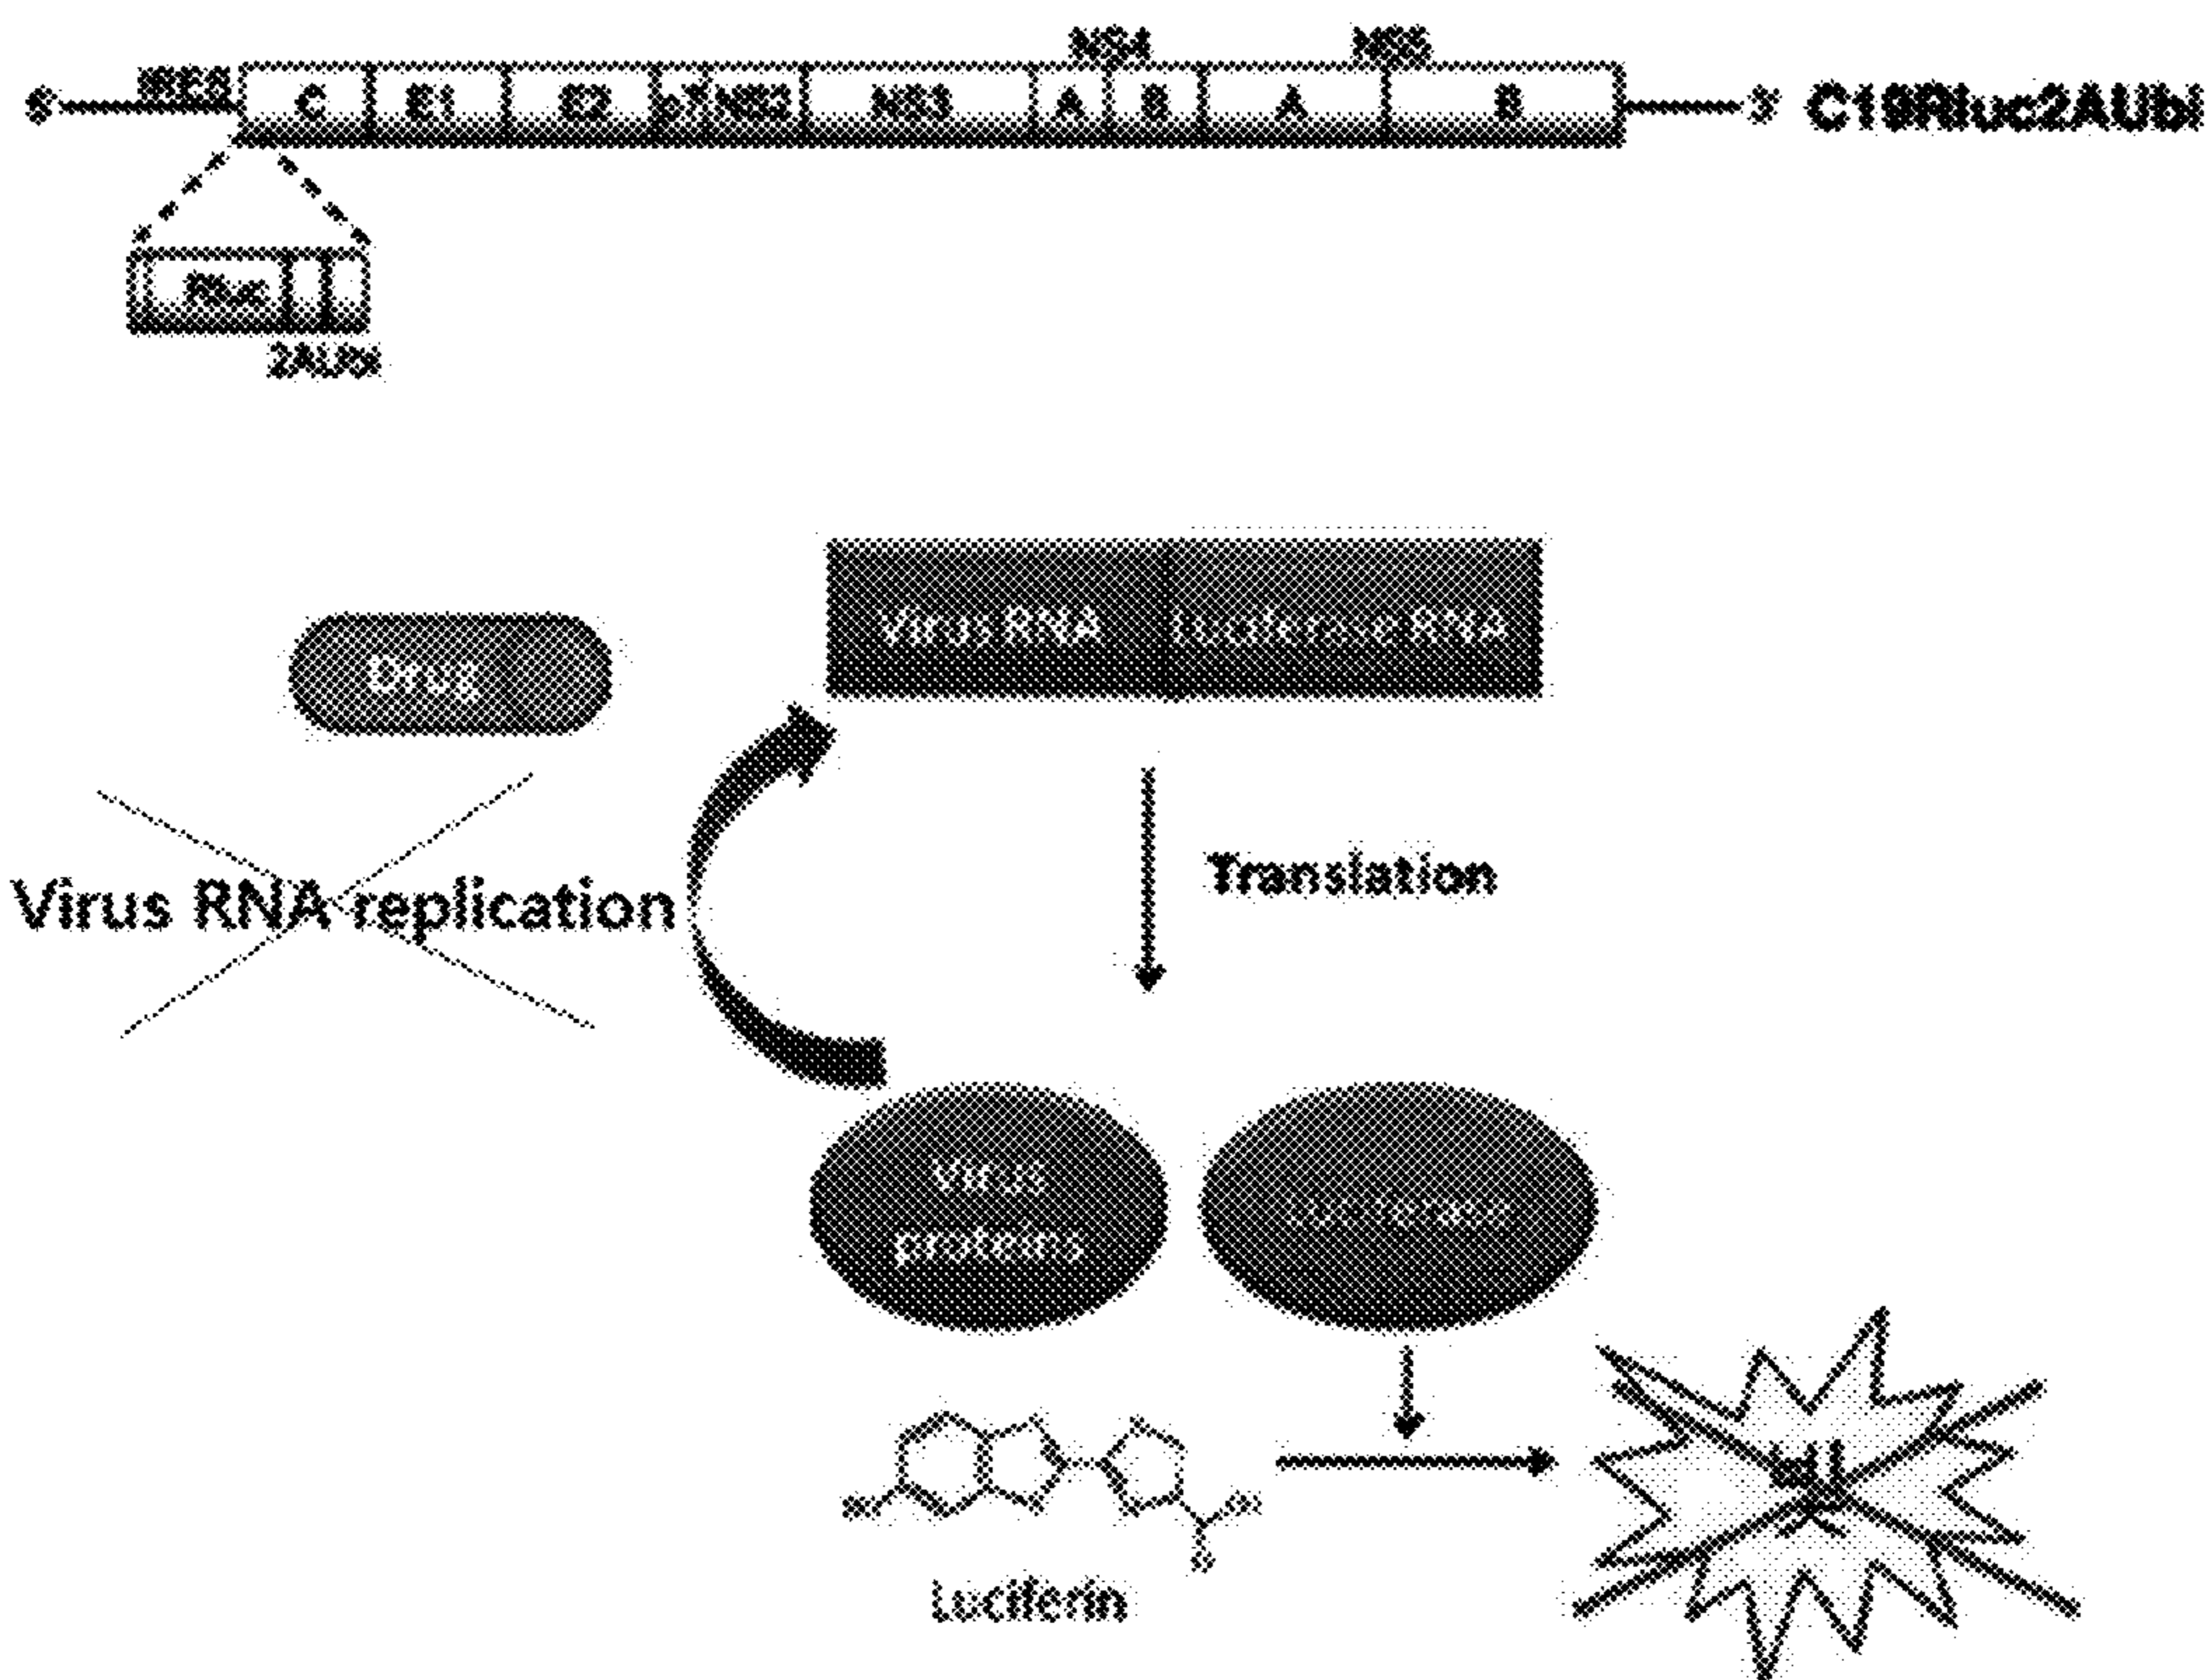 NS4 NS5
5' IRES C E1 E2 p7 NS2 NS3 A B A B 3' C19Rluc2AUbi
Rluc
2AUbi
Virus RNA luciferase RNA
Drug
Translation
Virus RNA replication
Virus
proteins
luciferase
Luciferin